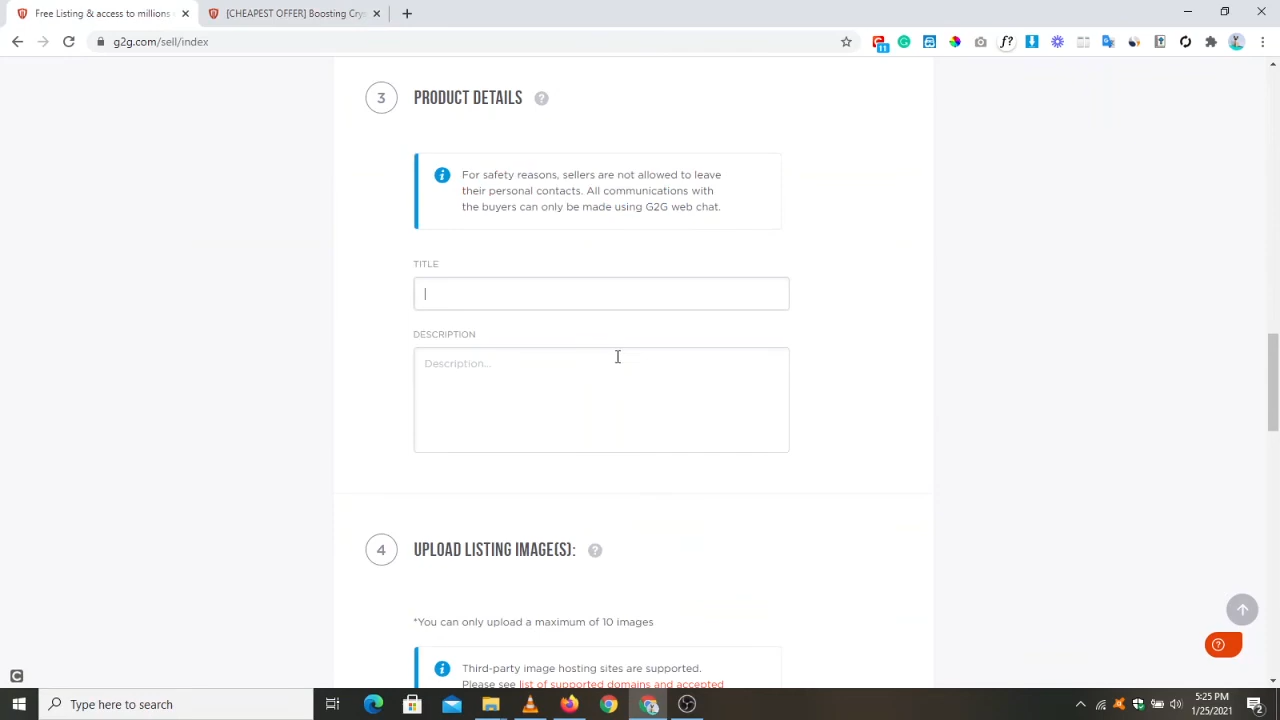 Free Listing & access to millions
[CHEAPEST OFFER] Boosting Cry
g2g.com/sell/index
11
f?
3
PRODUCT DETAILS
?
For safety reasons, sellers are not allowed to leave
their personal contacts. All communications with
the buyers can only be made using G2G web chat.
TITLE
DESCRIPTION
Description...
4
UPLOAD LISTING IMAGE(S):
?
*You can only upload a maximum of 10 images
Third-party image hosting sites are supported.
Please see list of supported domains and accepted
Type here to search
5:25 PM
1/25/2021
2